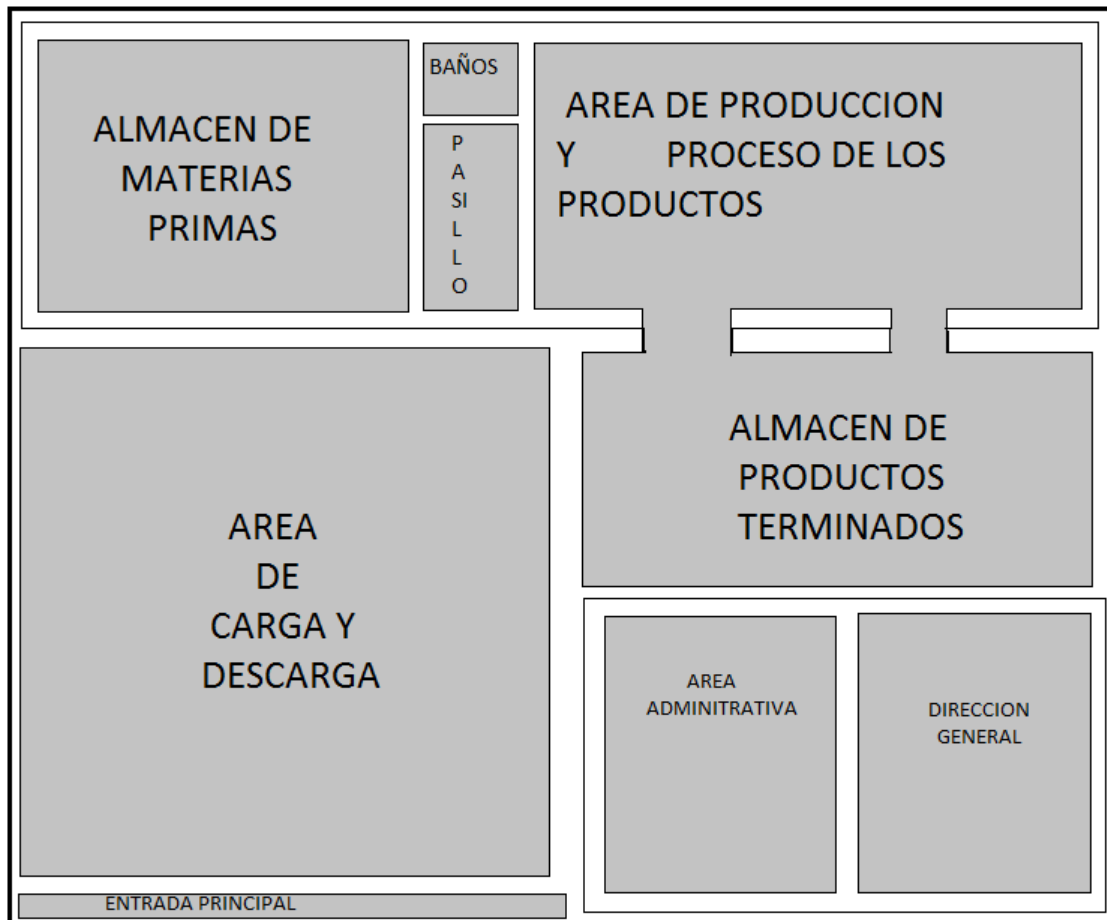 ALMACEN DE
MATERIAS
PRIMAS
BAÑOS
P
A
SI
L
L
O
AREA DE PRODUCCION
Y PROCESO DE LOS
PRODUCTOS
AREA
DE
CARGA Y
DESCARGA
ALMACEN DE
PRODUCTOS
TERMINADOS
AREA
ADMINITRATIVA
DIRECCION
GENERAL
ENTRADA PRINCIPAL